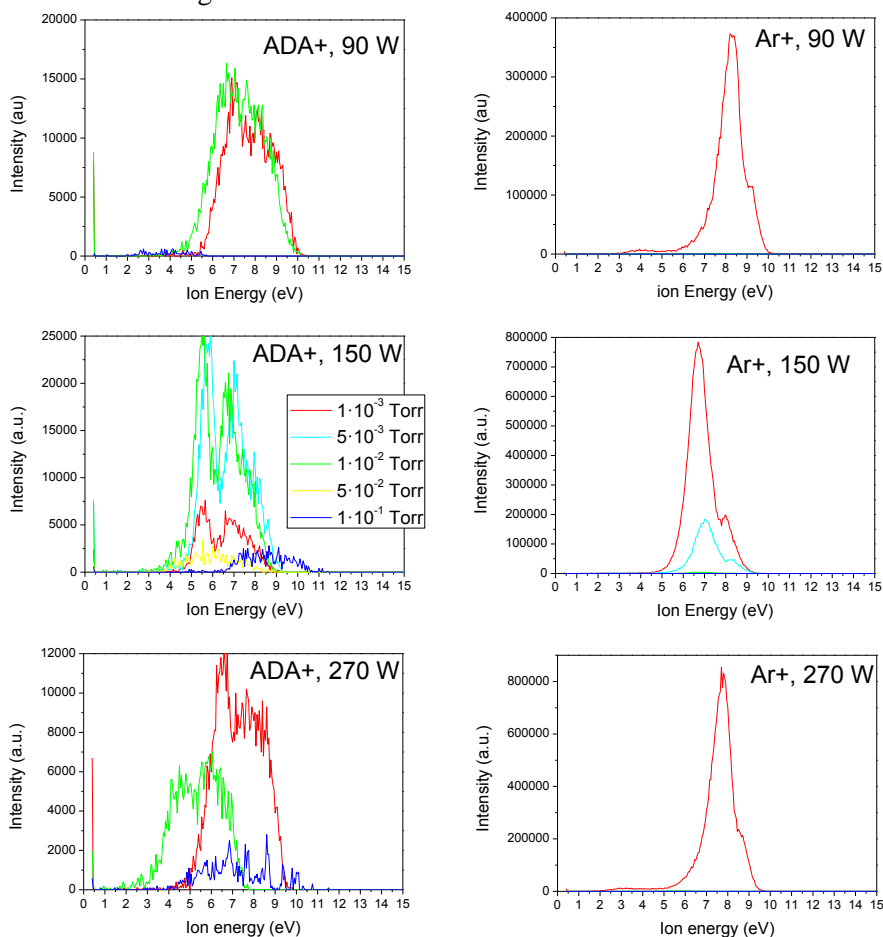 ADA+, 90 W
Intensity (au)
20000
15000
10000
5000
0
0 1 2 3 4 5 6 7 8 9 10 11 12 13 14 15
Ion Energy (eV)
Ar+, 90 W
Intensity (au)
400000
300000
200000
100000
0
0 1 2 3 4 5 6 7 8 9 10 11 12 13 14 15
ion Energy (eV)
ADA+, 150 W
Intensity (a.u.)
25000
20000
15000
10000
5000
0
1·10⁻³ Torr
5·10⁻³ Torr
1·10⁻² Torr
5·10⁻² Torr
1·10⁻¹ Torr
0 1 2 3 4 5 6 7 8 9 10 11 12 13 14 15
Ion Energy (eV)
Ar+, 150 W
Intensity (a.u.)
800000
700000
600000
500000
400000
300000
200000
100000
0
0 1 2 3 4 5 6 7 8 9 10 11 12 13 14 15
Ion Energy (eV)
ADA+, 270 W
Intensity (a.u.)
12000
10000
8000
6000
4000
2000
0
0 1 2 3 4 5 6 7 8 9 10 11 12 13 14 15
Ion Energy (eV)
Ar+, 270 W
Intensity (a.u.)
800000
600000
400000
200000
0
0 1 2 3 4 5 6 7 8 9 10 11 12 13 14 15
Ion energy (eV)